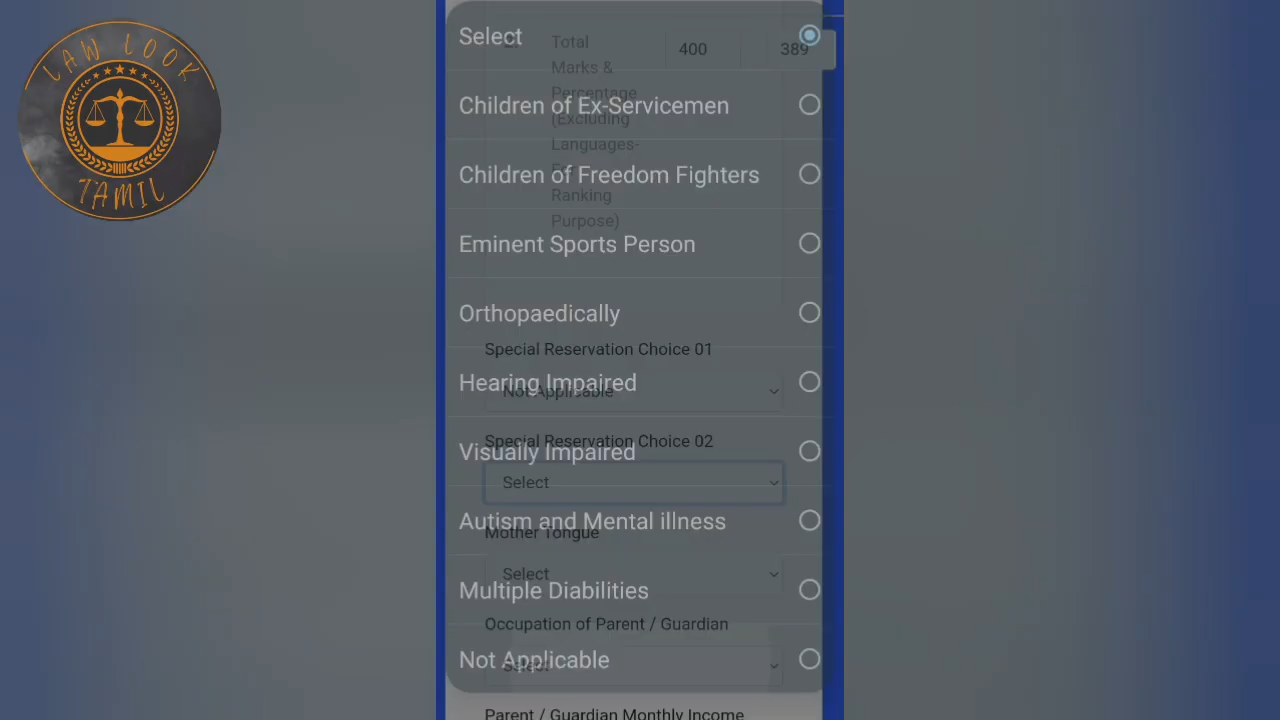 LAW LOOK
TAMIL
Select
Children of Ex-Servicemen
Children of Freedom Fighters
Eminent Sports Person
Orthopaedically
Hearing Impaired
Visually Impaired
Autism and Mental illness
Multiple Diabilities
Not Applicable
Total 400 389
Marks &
Percentage
(Excluding
Languages-
Ranking
Purpose)
Special Reservation Choice 01
Not Applicable
Special Reservation Choice 02
Select
Mother Tongue
Select
Occupation of Parent / Guardian
Select
Parent / Guardian Monthly Income